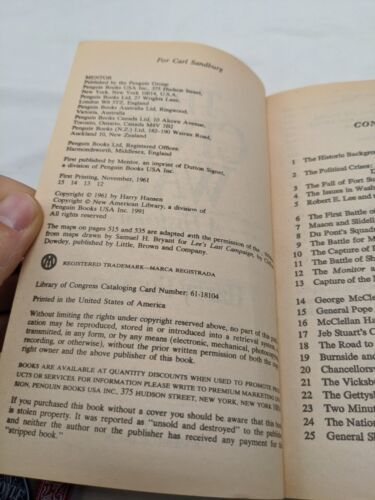 For Carl Sandburg
MENTOR
Published by the Penguin Group
Penguin Books USA Inc., 375 Hudson Street,
New York, New York 10014, U.S.A.
Penguin Books Ltd, 27 Wrights Lane,
London W8 5TZ, England
Penguin Books Australia Ltd, Ringwood,
Victoria, Australia
Penguin Books Canada Ltd, 10 Alcorn Avenue,
Toronto, Ontario, Canada M4V 3B2
Penguin Books (N.Z.) Ltd, 182-190 Wairau Road,
Auckland 10, New Zealand
Penguin Books Ltd, Registered Offices:
Harmondsworth, Middlesex, England
First published by Mentor, an imprint of Dutton Signet,
a division of Penguin Books USA Inc.
First Printing, November, 1961
15 14 13 12
Copyright © 1961 by Harry Hansen
Copyright © New American Library, a division of
Penguin Books USA Inc. 1991
All rights reserved
The maps on pages 515 and 535 are adapted with the permission of the
from maps drawn by Samuel H. Bryant for Lee's Last Campaign, by
Dowdey, published by Little, Brown and Company.
REGISTERED TRADEMARK—MARCA REGISTRADA
Library of Congress Cataloging Card Number: 61-18104
Printed in the United States of America
Without limiting the rights under copyright reserved above, no part of this
cation may be reproduced, stored in or introduced into a retrieval system,
transmitted, in any form, or by any means (electronic, mechanical, photocopying,
recording, or otherwise), without the prior written permission of both the
right owner and the above publisher of this book.
BOOKS ARE AVAILABLE AT QUANTITY DISCOUNTS WHEN USED TO PROMOTE
UCTS OR SERVICES. FOR INFORMATION PLEASE WRITE TO PREMIUM MARKETING
SION, PENGUIN BOOKS USA INC., 375 HUDSON STREET, NEW YORK, NEW YORK
If you purchased this book without a cover you should be aware that this book
is stolen property. It was reported as "unsold and destroyed" to the publisher
and neither the author nor the publisher has received any payment for this
"stripped book."
CON
1 The Historic Backgro
2 The Political Crisis:
3 The Fall of Fort Su
4 The Issues in Wash
5 Robert E. Lee and
6 The First Battle of
7 Mason and Slidell
8 Du Pont's Squadr
9 The Battle for M
10 The Capture of
11 The Battle of Sh
12 The Monitor a
13 Capture of the
14 George McClel
15 General Pope
16 McClellan Ha
17 Jeb Stuart's C
18 The Road to
19 Burnside and
20 Chancellorsv
21 The Vicksbu
22 The Gettysb
23 Two Minut
24 The Nation
25 General Sh